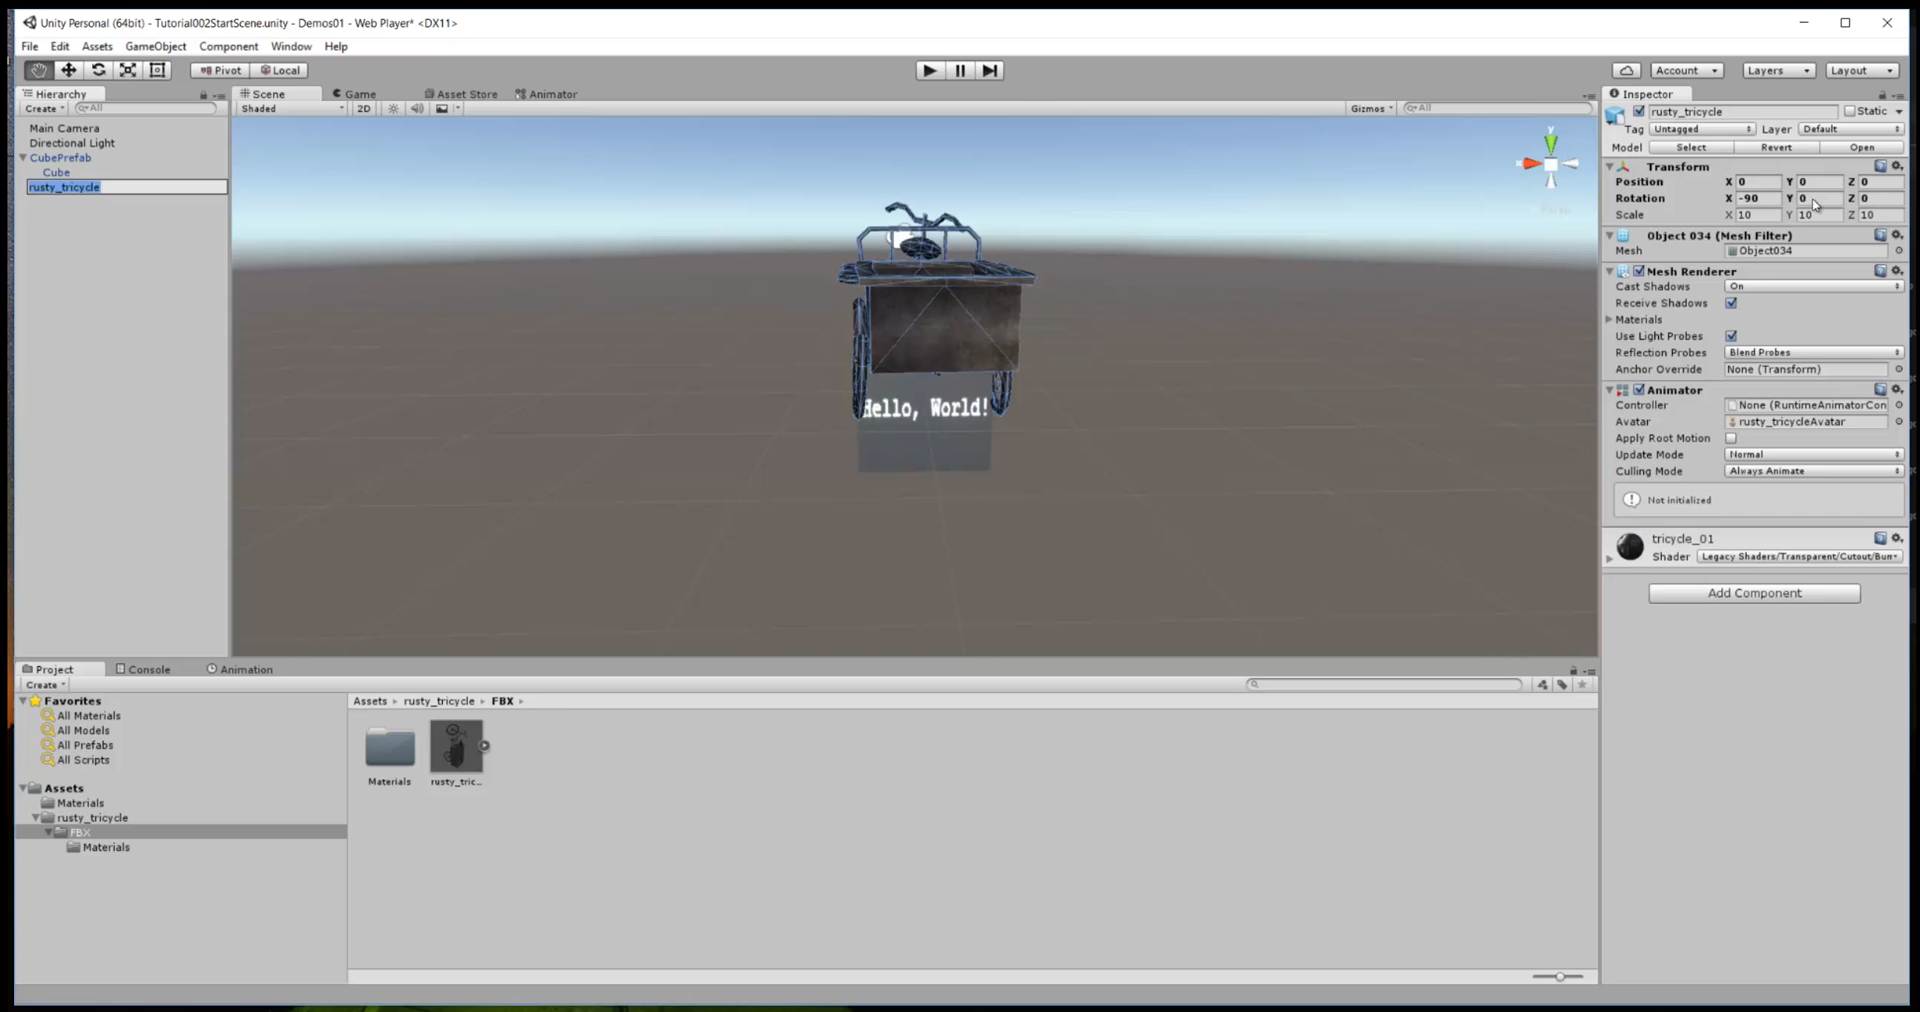 Unity Personal (64bit) - Tutorial002StartScene.unity - Demos01 - Web Player* <DX11>
File Edit Assets GameObject Component Window Help
Pivot Local Account Layers Layout
Hierarchy Scene Game Asset Store Animator Inspector
Create All Shaded 2D Gizmos All
rusty_tricycle Static
Main Camera
Tag Untagged Layer Default
Directional Light
Model Select Revert Open
CubePrefab
Transform
Cube
Position X 0 Y 0 Z 0
rusty_tricycle
Rotation X -90 Y 0 Z 0
Scale X 10 Y 10 Z 10
Object 034 (Mesh Filter)
Mesh Object034
Mesh Renderer
Cast Shadows On
Receive Shadows
Materials
Use Light Probes
Reflection Probes Blend Probes
Anchor Override None (Transform)
Animator
Controller None (RuntimeAnimatorCon
Hello, World!
Avatar rusty_tricycleAvatar
Apply Root Motion
Update Mode Normal
Culling Mode Always Animate
Not initialized
tricycle_01
Shader Legacy Shaders/Transparent/Cutout/Bum
Add Component
Project Console Animation
Create
Favorites
Assets rusty_tricycle FBX
All Materials
All Models
All Prefabs
All Scripts
Materials rusty_tric...
Assets
Materials
rusty_tricycle
FBX
Materials